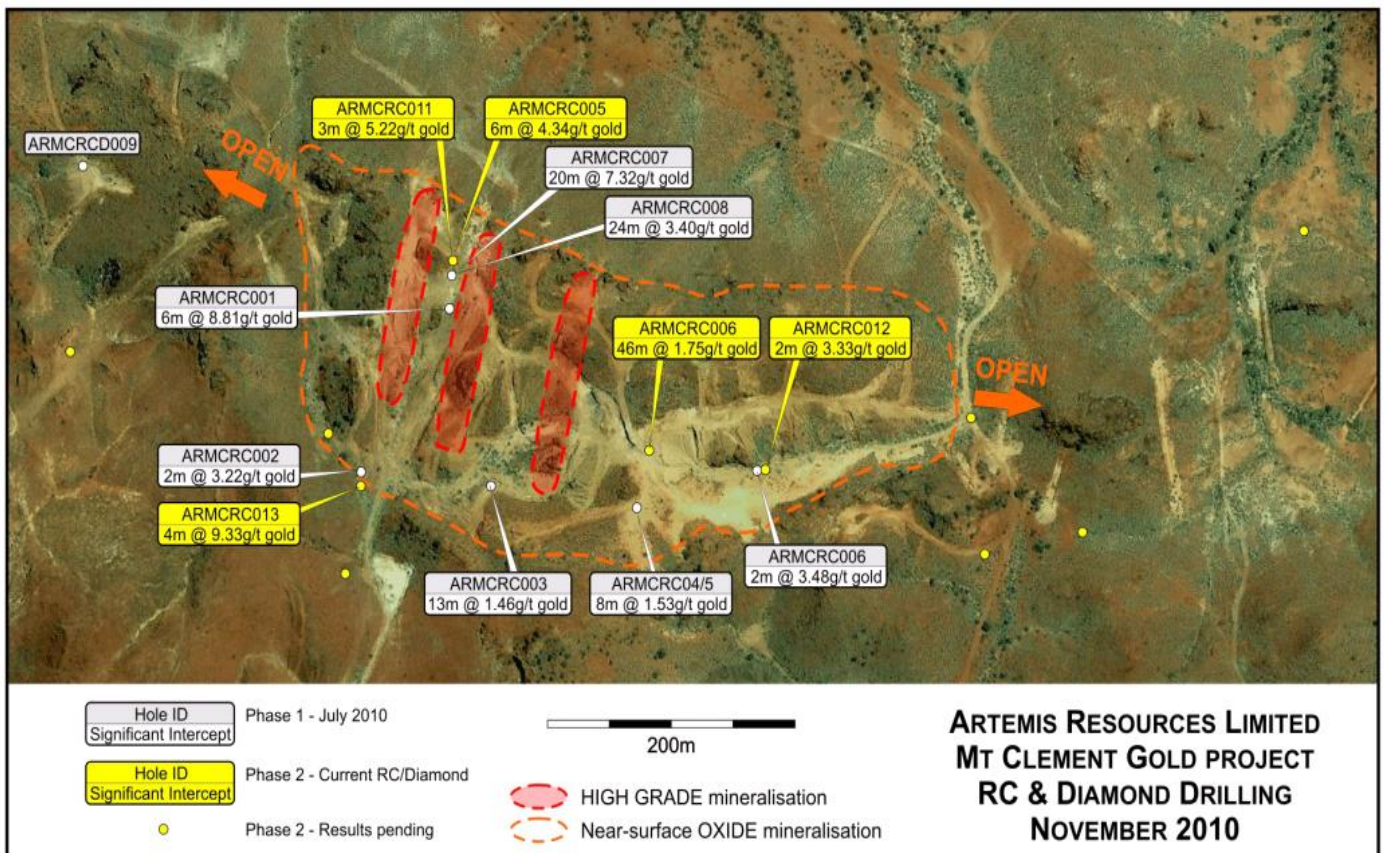 ARMCRC011
3m @ 5.22g/t gold
ARMCRC005
6m @ 4.34g/t gold
ARMCRCD009
OPEN
ARMCRC007
20m @ 7.32g/t gold
ARMCRC008
24m @ 3.40g/t gold
ARMCRC001
6m @ 8.81g/t gold
ARMCRC006
46m @ 1.75g/t gold
ARMCRC012
2m @ 3.33g/t gold
OPEN
ARMCRC002
2m @ 3.22g/t gold
ARMCRC013
4m @ 9.33g/t gold
ARMCRC003
13m @ 1.46g/t gold
ARMCRC04/5
8m @ 1.53g/t gold
ARMCRC006
2m @ 3.48g/t gold
Hole ID
Significant Intercept
Phase 1 - July 2010
Hole ID
Significant Intercept
Phase 2 - Current RC/Diamond
Phase 2 - Results pending
200m
HIGH GRADE mineralisation
Near-surface OXIDE mineralisation
ARTEMIS RESOURCES LIMITED
MT CLEMENT GOLD PROJECT
RC & DIAMOND DRILLING
NOVEMBER 2010